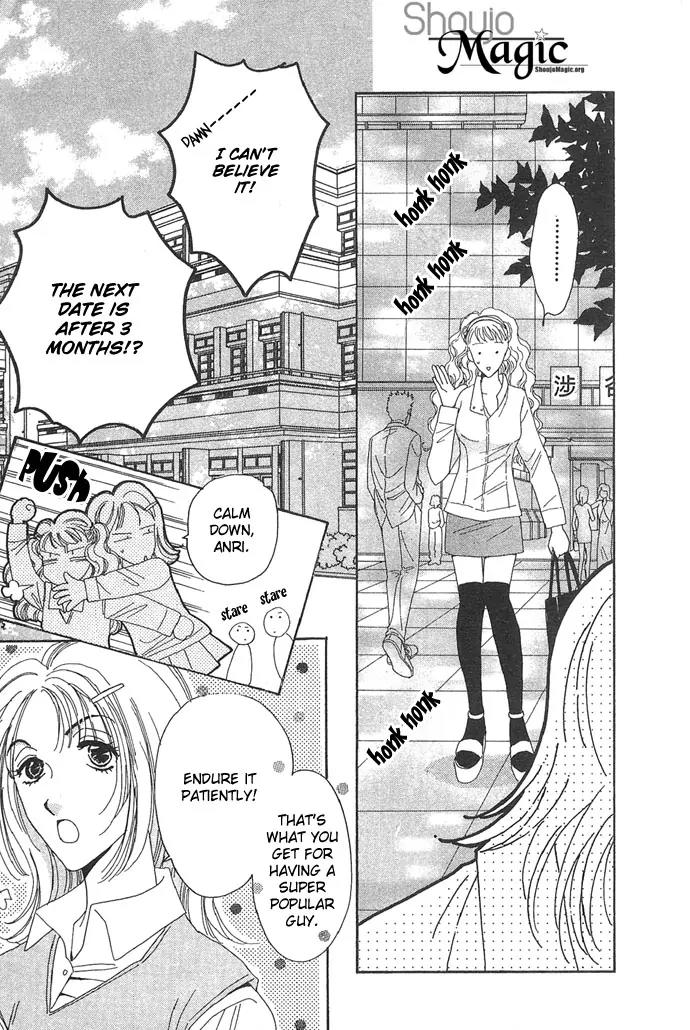 Shoujo
Magic
ShoujoMagic.org
honk honk
honk honk
..........
渉谷
honk honk
DAMN------
I CAN'T
BELIEVE
IT!
THE NEXT
DATE IS
AFTER 3
MONTHS!?
PUSH
CALM
DOWN,
ANRI.
stare stare
ENDURE IT
PATIENTLY!
THAT'S
WHAT YOU
GET FOR
HAVING A
SUPER
POPULAR
GUY.